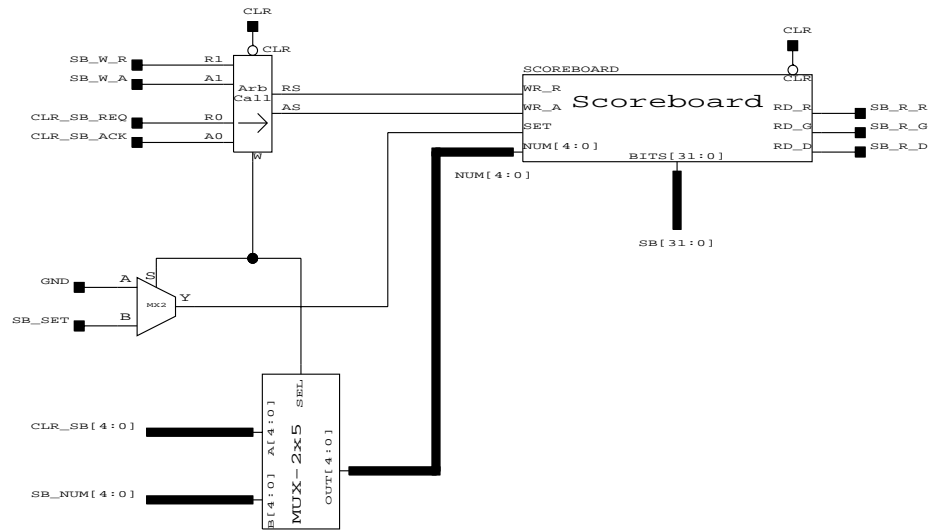 CLR
CLR
CLR
CLR
SB_W_R
R1
SB_W_A
A1
Arb
Call
RS
AS
CLR_SB_REQ
R0
CLR_SB_ACK
A0
W
SCOREBOARD
WR_R
Scoreboard
WR_A
SET
NUM[4:0]
BITS[31:0]
RD_R
SB_R_R
RD_G
SB_R_G
RD_D
SB_R_D
NUM[4:0]
SB[31:0]
GND
A
S
MX2
Y
SB_SET
B
SEL
CLR_SB[4:0]
A[4:0]
MUX-2x5
OUT[4:0]
SB_NUM[4:0]
B[4:0]